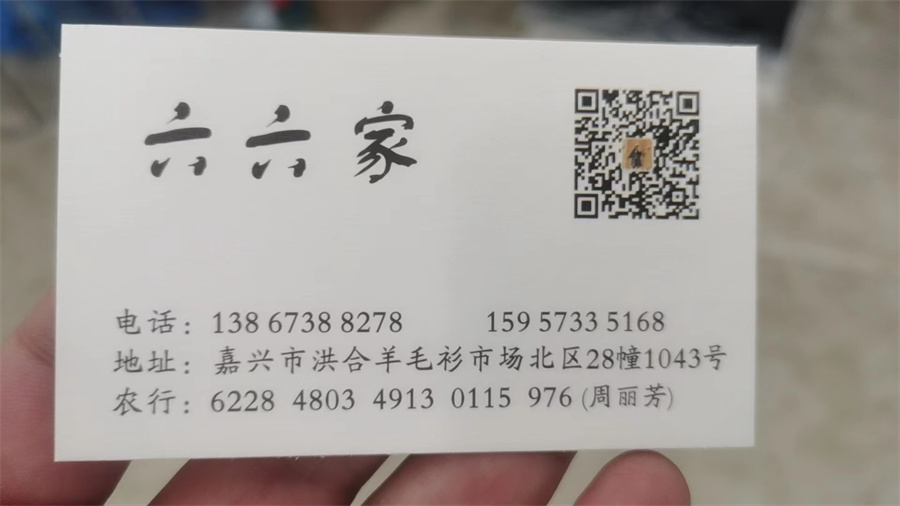 六六家
电话：138 6738 8278 159 5733 5168
地址：嘉兴市洪合羊毛衫市场北区28幢1043号
农行：6228 4803 4913 0115 976 (周丽芳)